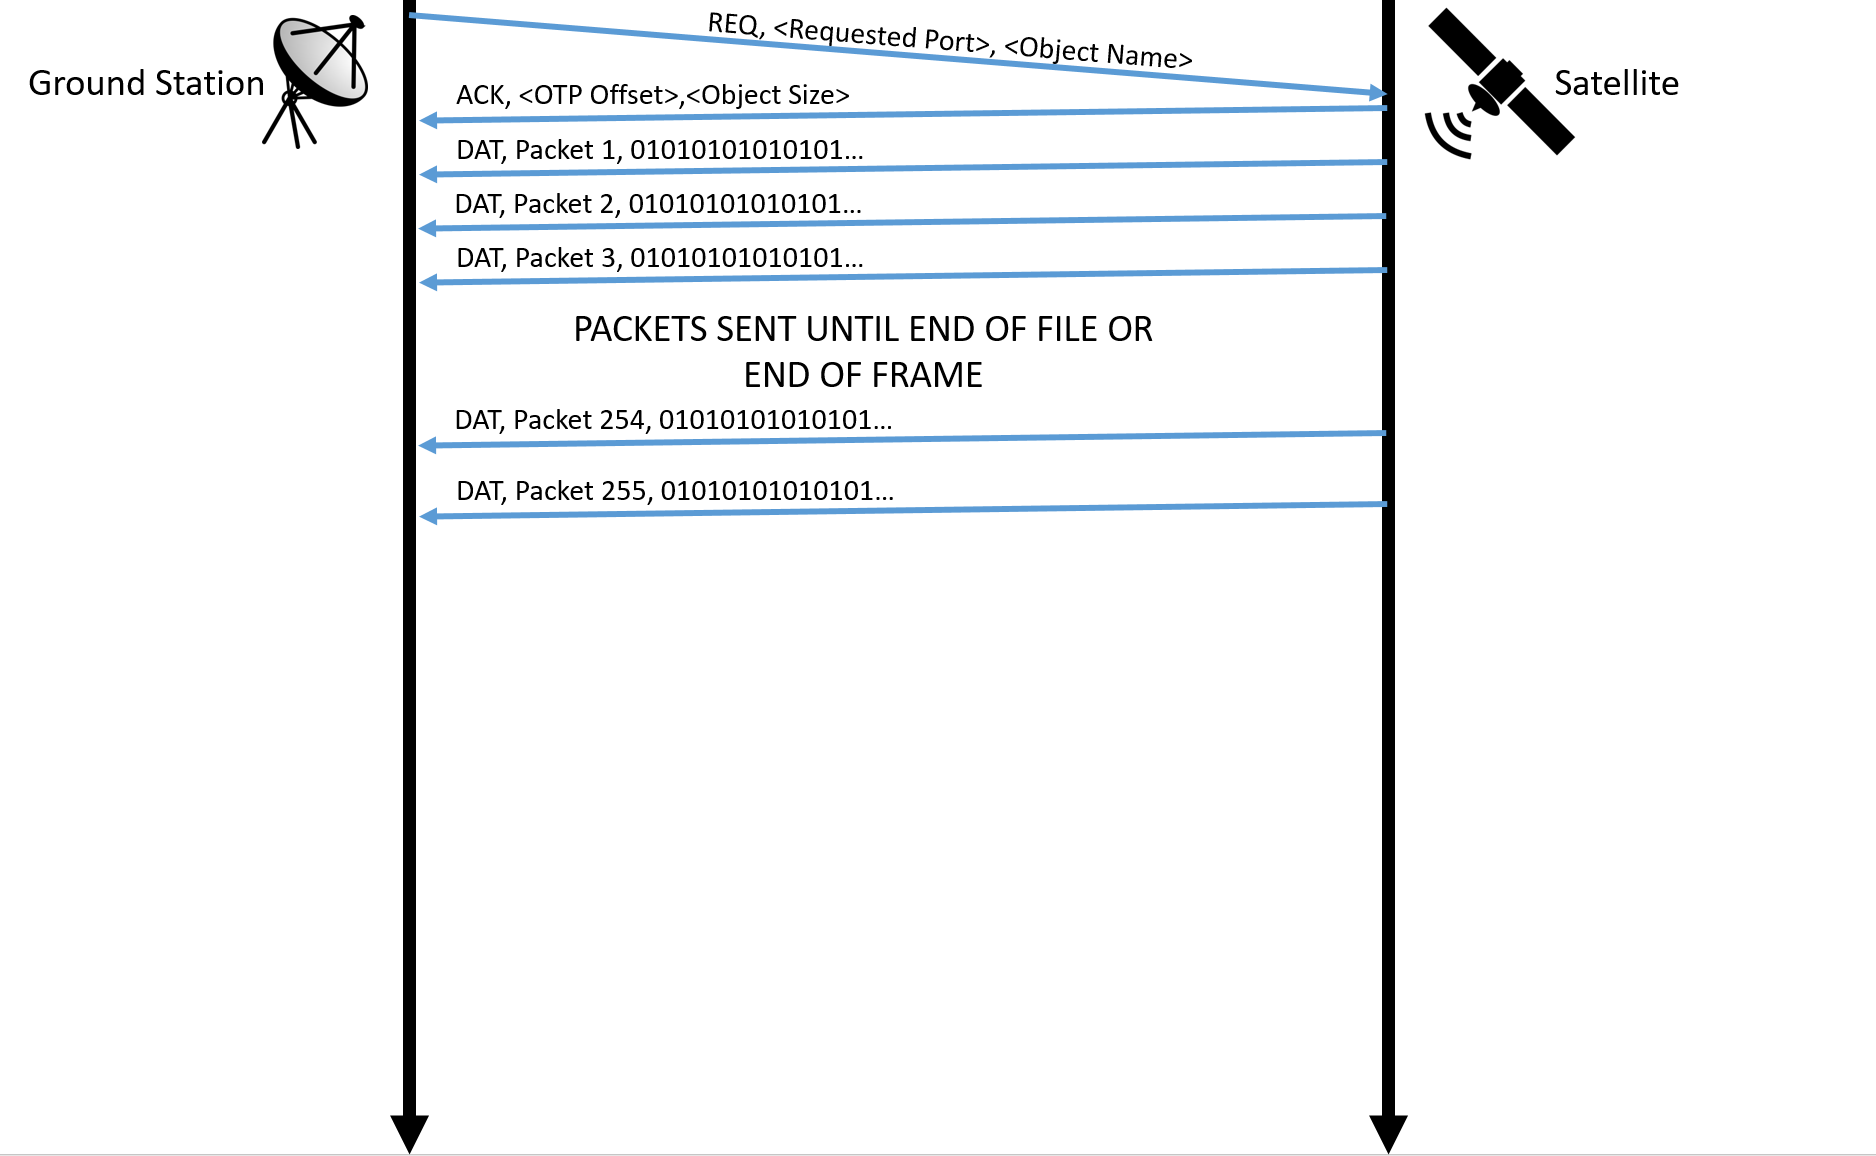 REQ, <Requested Port>, <Object Name>
Ground Station
Satellite
ACK, <OTP Offset>,<Object Size>
DAT, Packet 1, 01010101010101...
DAT, Packet 2, 01010101010101...
DAT, Packet 3, 01010101010101...
PACKETS SENT UNTIL END OF FILE OR
END OF FRAME
DAT, Packet 254, 01010101010101...
DAT, Packet 255, 01010101010101...